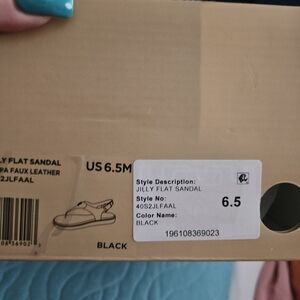 LY FLAT SANDAL
PA FAUX LEATHER
2JLFAAL
US 6.5M
BLACK
Style Description:
JILLY FLAT SANDAL
Style No:
40S2JLFAAL
6.5
Color Name:
BLACK
196108369023